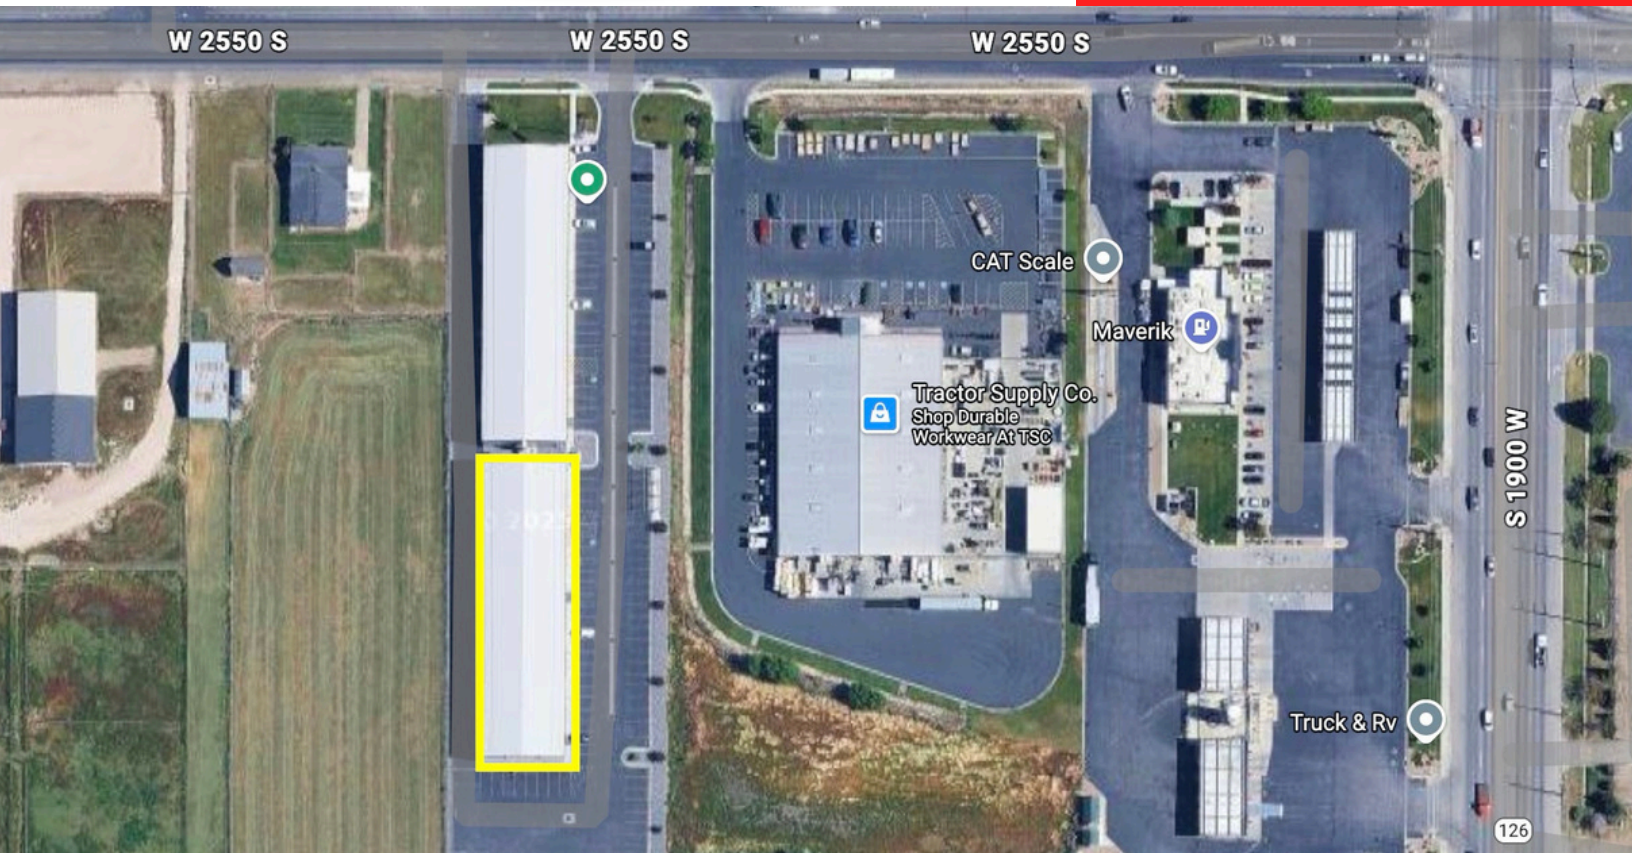 W 2550 S
W 2550 S
W 2550 S
CAT Scale
Maverik
Tractor Supply Co.
Shop Durable
Workwear At TSC
S 1900 W
Truck & Rv
126